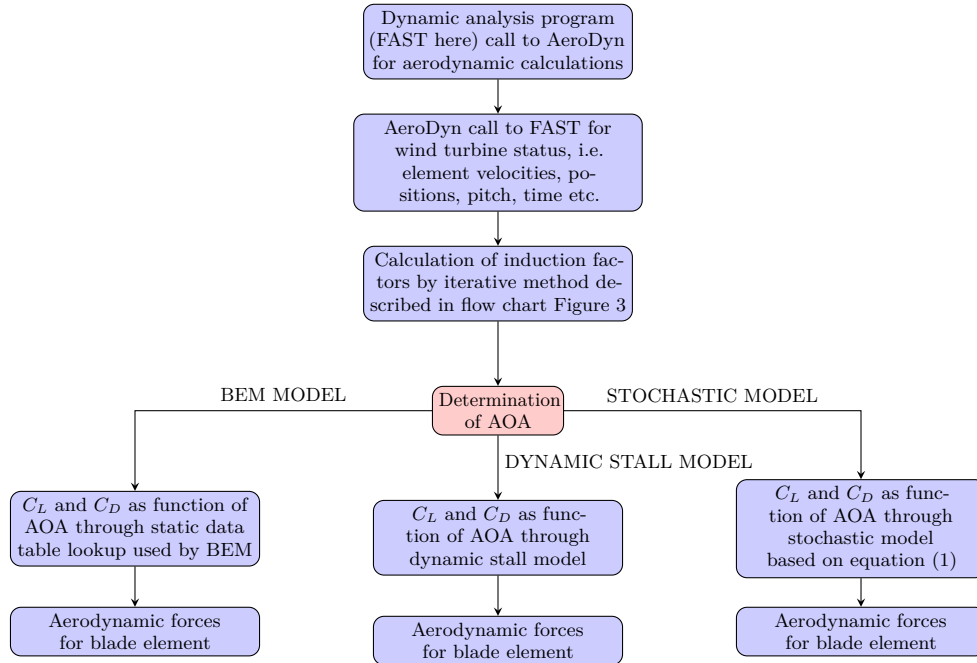 Dynamic analysis program
(FAST here) call to AeroDyn
for aerodynamic calculations
AeroDyn call to FAST for
wind turbine status, i.e.
element velocities, po-
sitions, pitch, time etc.
Calculation of induction fac-
tors by iterative method de-
scribed in flow chart Figure 3
BEM MODEL
Determination
of AOA
STOCHASTIC MODEL
DYNAMIC STALL MODEL
C_L and C_D as function of
AOA through static data
table lookup used by BEM
C_L and C_D as func-
tion of AOA through
dynamic stall model
C_L and C_D as func-
tion of AOA through
stochastic model
based on equation (1)
Aerodynamic forces
for blade element
Aerodynamic forces
for blade element
Aerodynamic forces
for blade element